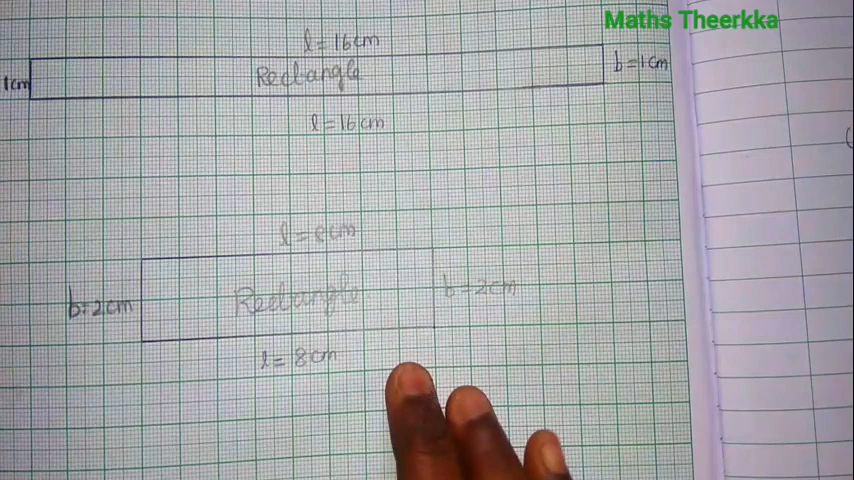 Maths Theerkka
l = 16cm
1cm
Rectangle
b = 1cm
l = 16cm
l = 8cm
b = 2cm
Rectangle
b = 2cm
l = 8cm